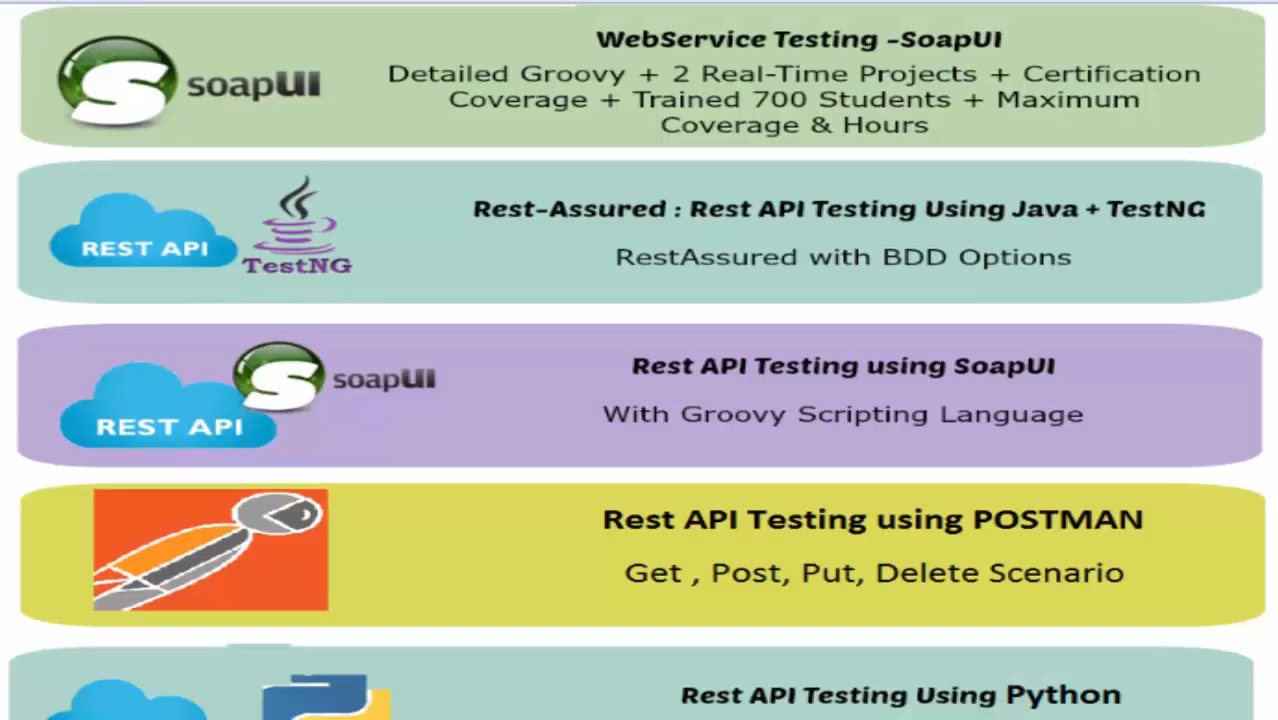 WebService Testing -SoapUI
soapUI
Detailed Groovy + 2 Real-Time Projects + Certification
Coverage + Trained 700 Students + Maximum
Coverage & Hours
Rest-Assured : Rest API Testing Using Java + TestNG
REST API
TestNG
RestAssured with BDD Options
Rest API Testing using SoapUI
soapUI
REST API
With Groovy Scripting Language
Rest API Testing using POSTMAN
Get , Post, Put, Delete Scenario
Rest API Testing Using Python